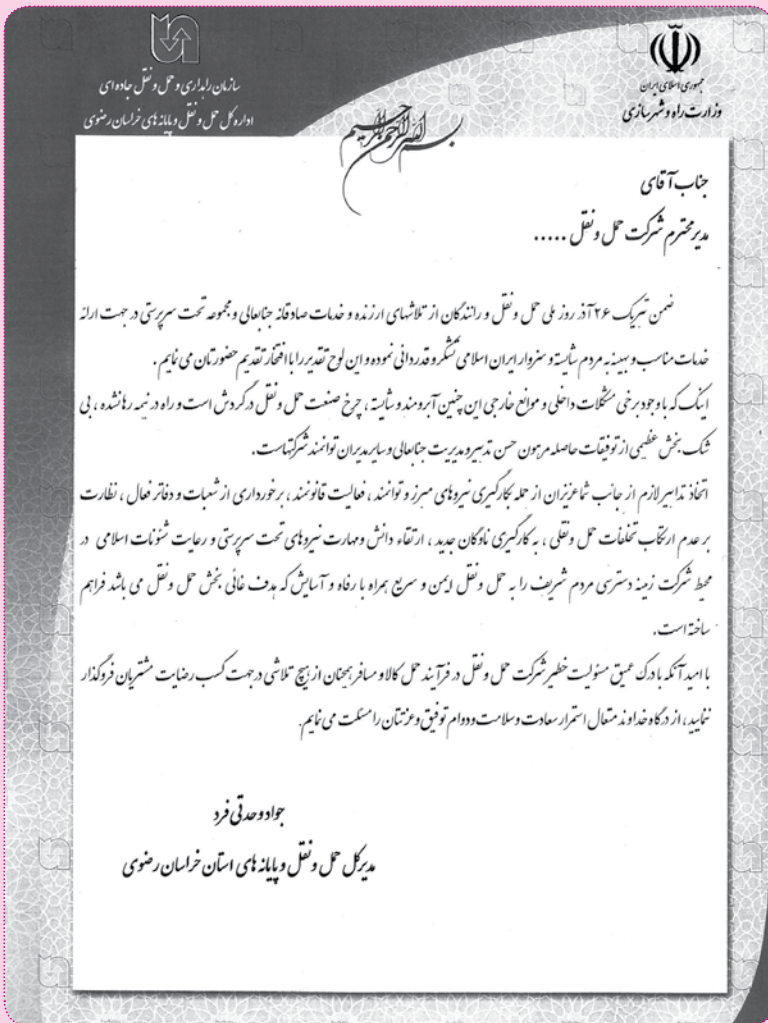 جمهوری اسلامی ایران
وزارت راه و شهرسازی
سازمان راهداری و حمل و نقل جاده ای
اداره کل حمل و نقل و پایانه های خراسان رضوی
بسم الله الرحمن الرحیم
جناب آقای
مدیر محترم شرکت حمل و نقل .....
ضمن تبریک ۲۶ آذر روز ملی حمل و نقل و رانندگان از تلاشهای ارزنده و خدمات صادقانه جنابعالی و مجموعه تحت سرپرستی در جهت ارائه
خدمات مناسب و بهینه به مردم شایسته و سزوار ایران اسلامی تشکر و قدردانی نموده و این لوح تقدیر را با افتخار تقدیم حضورتان می نمایم .
اینک که با وجود برخی مشکلات داخلی و موانع خارجی این چنین آبرومند و شایسته ، چرخ صنعت حمل و نقل در گردش است و راه در نیمه رها نشده ، بی
شک بخش عظیمی از توفیقات حاصله مرهون حسن تدبیر و مدیریت جنابعالی و سایر مدیران توانمند شرکتهاست.
اتخاذ تدابیر لازم از جانب شما عزیزان از جمله بکارگیری نیروهای مبرز و توانمند ، فعالیت قانونمند ، برخورداری از شعبات و دفاتر فعال ، نظارت
بر عدم ارتکاب تخلفات حمل و نقلی ، به کارگیری ناوگان جدید ، ارتقاء دانش و مهارت نیروهای تحت سرپرستی و رعایت شئونات اسلامی در
محیط شرکت زمینه دسترسی مردم شریف را به حمل و نقل ایمن و سریع همراه با رفاه و آسایش که هدف غائی بخش حمل و نقل می باشد فراهم
ساخته است.
با امید آنکه با درک عمیق مسئولیت خطیر شرکت حمل و نقل در فرآیند حمل کالا و مسافر همچنان از هیچ تلاشی در جهت کسب رضایت مشتریان فروگذار
ننمایید ، از درگاه خداوند متعال استمرار سعادت و سلامت و دوام توفیق و عزتتان را مسئلت می نمایم.
جواد وحدتی فرد
مدیرکل حمل و نقل و پایانه های استان خراسان رضوی